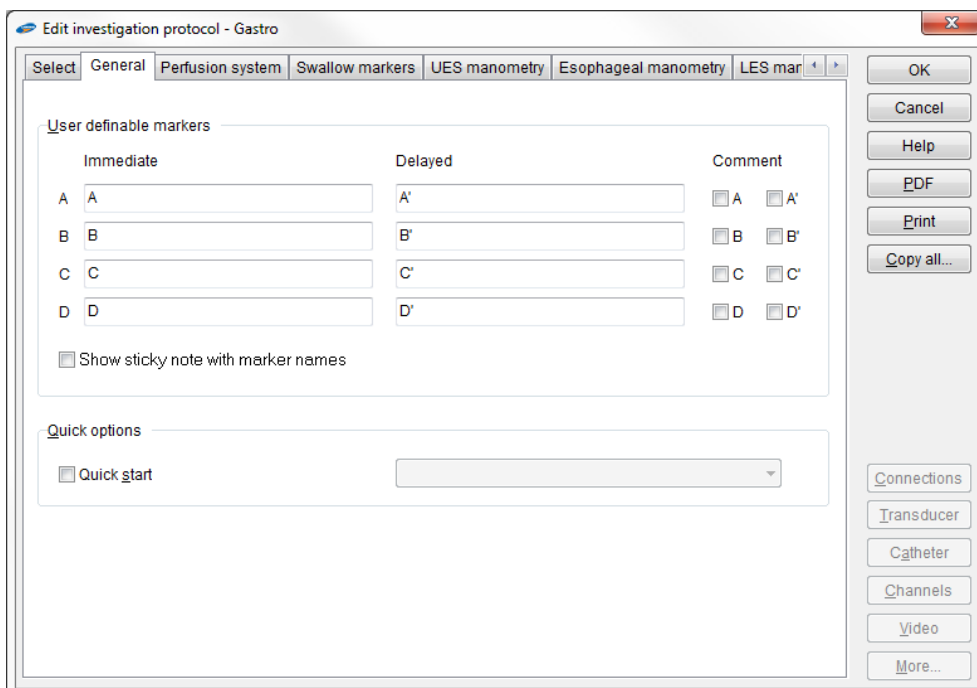 Edit investigation protocol - Gastro
Select General Perfusion system Swallow markers UES manometry Esophageal manometry LES mar
User definable markers
Immediate Delayed Comment
A A A' A A'
B B B' B B'
C C C' C C'
D D D' D D'
Show sticky note with marker names
Quick options
Quick start
OK
Cancel
Help
PDF
Print
Copy all...
Connections
Transducer
Catheter
Channels
Video
More...